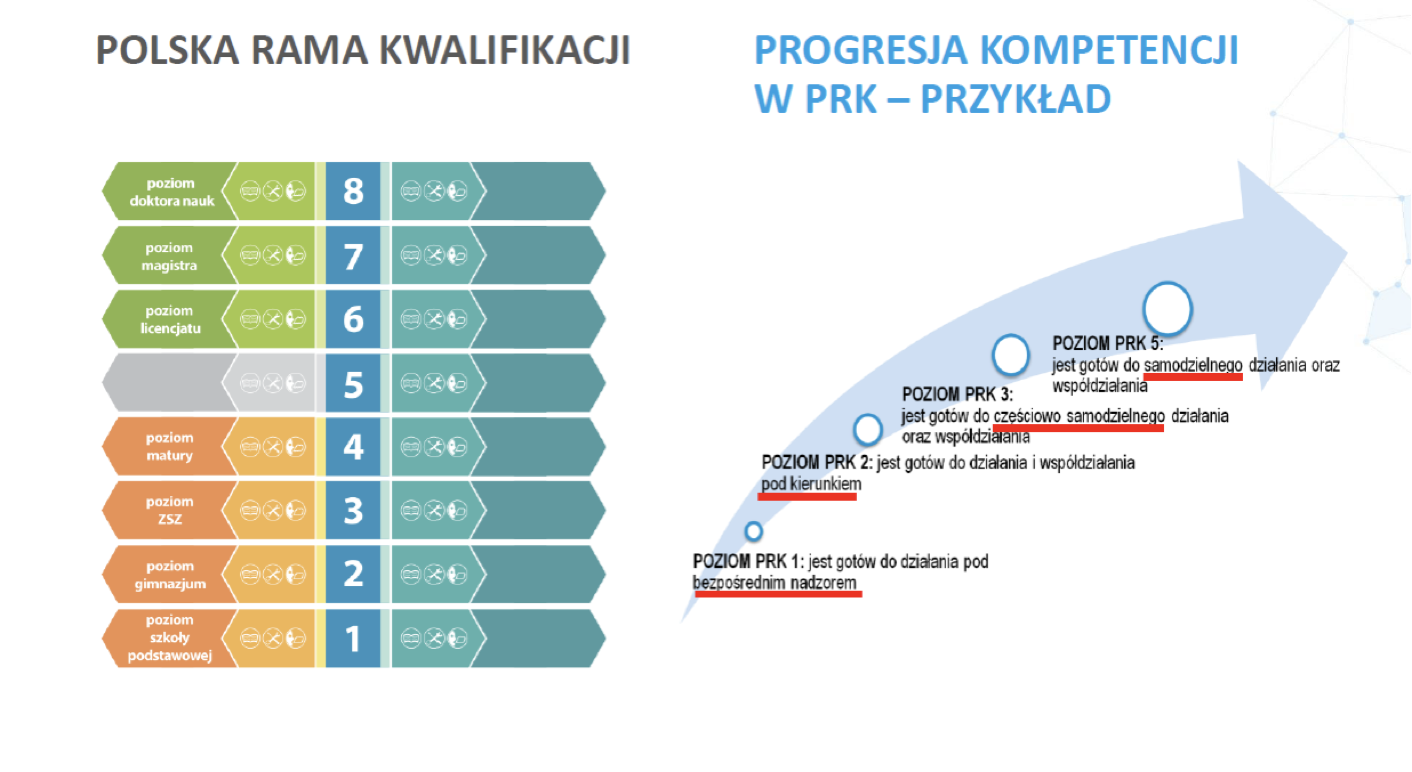 POLSKA RAMA KWALIFIKACJI
poziom
doktora nauk
8
poziom
magistra
7
poziom
licencjatu
6
5
poziom
matury
4
poziom
ZSZ
3
poziom
gimnazjum
2
poziom
szkoły
podstawowej
1
PROGRESJA KOMPETENCJI
W PRK – PRZYKŁAD
POZIOM PRK 5:
jest gotów do samodzielnego działania oraz
współdziałania
POZIOM PRK 3:
jest gotów do częściowo samodzielnego działania
oraz współdziałania
POZIOM PRK 2: jest gotów do działania i współdziałania
pod kierunkiem
POZIOM PRK 1: jest gotów do działania pod
bezpośrednim nadzorem